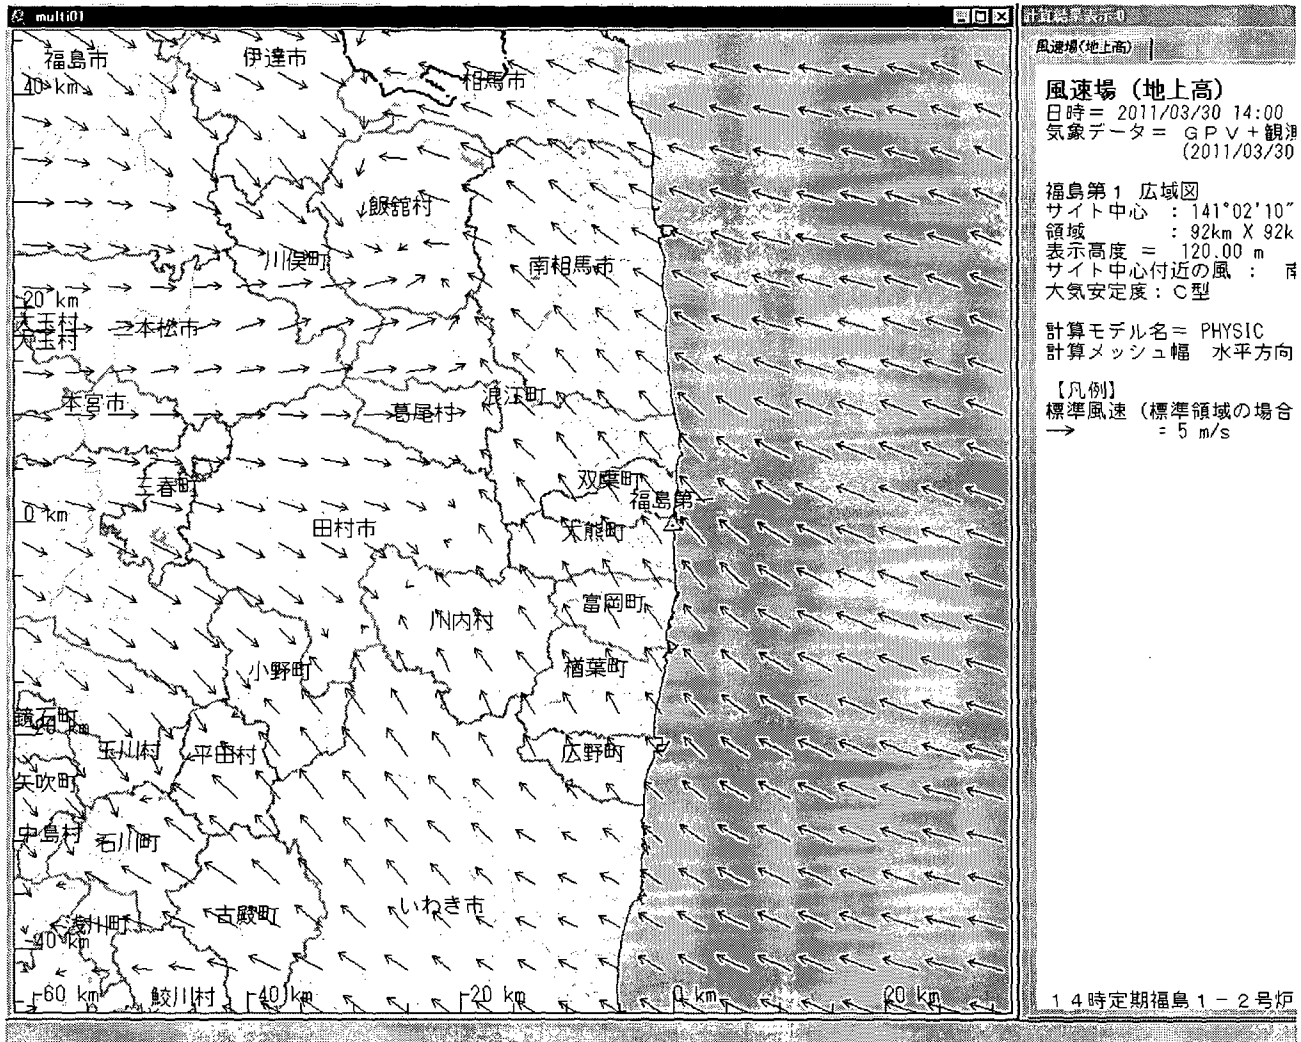 multi01
福島市
伊達市
相馬市
40 km
飯舘村
川俣町
南相馬市
20 km
大玉村
二本松市
大玉村
本宮市
葛尾村
浪江町
三春町
双葉町
福島第一
0 km
田村市
大熊町
富岡町
川内村
小野町
楢葉町
鏡石町
-20 km
玉川村
平田村
広野町
矢吹町
中島村
石川町
浅川町
古殿町
いわき市
-40 km
-60 km
鮫川村
-40 km
-20 km
0 km
20 km
計算結果表示-0
風速場(地上高)
風速場 (地上高)
日時= 2011/03/30 14:00
気象データ= GPV+観測
(2011/03/30
福島第1 広域図
サイト中心 : 141°02'10"
領域 : 92km X 92k
表示高度 = 120.00 m
サイト中心付近の風 : 南
大気安定度:C型
計算モデル名= PHYSIC
計算メッシュ幅 水平方向
【凡例】
標準風速 (標準領域の場合
→ = 5 m/s
14時定期福島1-2号炉